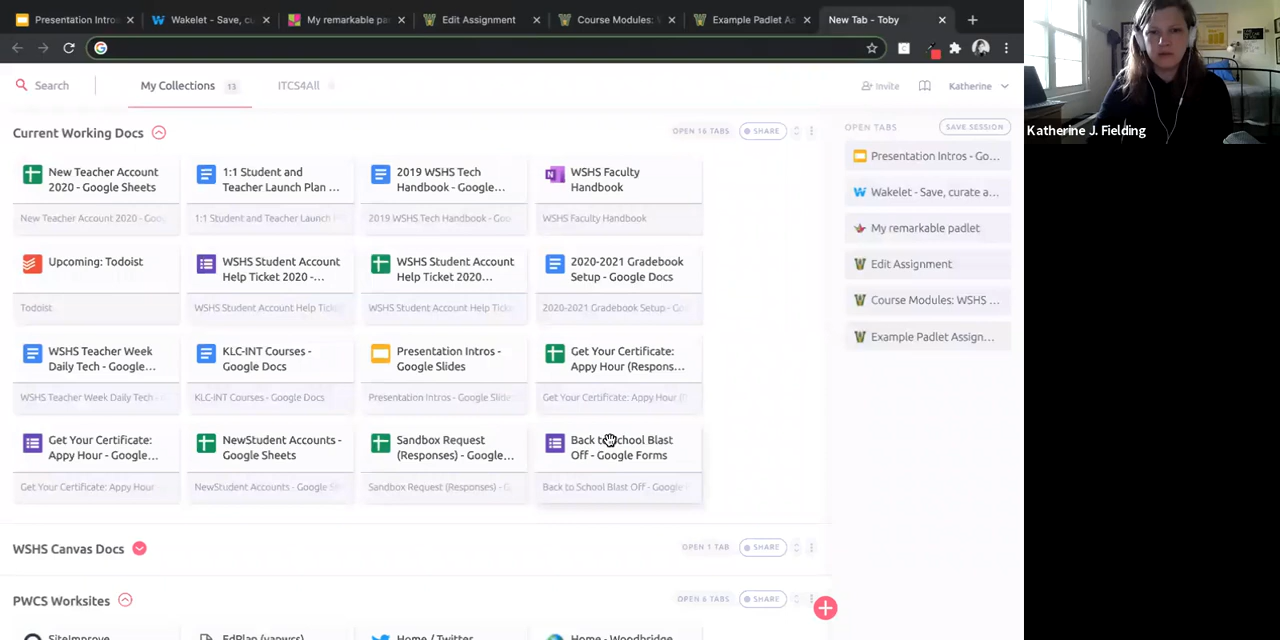 Presentation Intros
Wakelet - Save, cu
My remarkable pa
Edit Assignment
Course Modules: W
Example Padlet As
New Tab - Toby
Search
My Collections 13
ITCS4All
Invite
Katherine
Current Working Docs
OPEN 16 TABS
SHARE
New Teacher Account
2020 - Google Sheets
New Teacher Account 2020 - Goo
1:1 Student and
Teacher Launch Plan ...
1:1 Student and Teacher Launch
2019 WSHS Tech
Handbook - Google...
2019 WSHS Tech Handbook - Goo
WSHS Faculty
Handbook
WSHS Faculty Handbook
Upcoming: Todoist
Todoist
WSHS Student Account
Help Ticket 2020 -...
WSHS Student Account Help Ticke
WSHS Student Account
Help Ticket 2020...
WSHS Student Account Help Ticke
2020-2021 Gradebook
Setup - Google Docs
2020-2021 Gradebook Setup - Go
WSHS Teacher Week
Daily Tech - Google...
WSHS Teacher Week Daily Tech -
KLC-INT Courses -
Google Docs
KLC-INT Courses - Google Docs
Presentation Intros -
Google Slides
Presentation Intros - Google Slide
Get Your Certificate:
Appy Hour (Respons...
Get Your Certificate: Appy Hour (
Get Your Certificate:
Appy Hour - Google...
Get Your Certificate: Appy Hour
NewStudent Accounts -
Google Sheets
NewStudent Accounts - Google S
Sandbox Request
(Responses) - Google...
Sandbox Request (Responses) - G
Back to School Blast
Off - Google Forms
Back to School Blast Off - Google
WSHS Canvas Docs
OPEN 1 TAB
SHARE
PWCS Worksites
OPEN 6 TABS
SHARE
SiteImprove
EdPlan (vapwrs)
Home / Twitter
Home - Woodbridge
OPEN TABS
SAVE SESSION
Presentation Intros - Go...
Wakelet - Save, curate a...
My remarkable padlet
Edit Assignment
Course Modules: WSHS ...
Example Padlet Assign...
Katherine J. Fielding